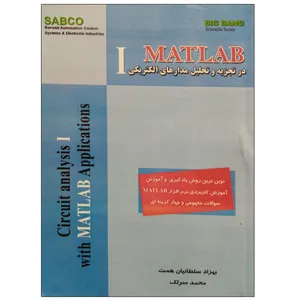 SABCO
Servand Automation Control
Systems & Electronic Industries
BIG BANG
Scientific Series
MATLAB I
در تجزیه و تحلیل مدارهای الکتریکی
Circuit analysis I
with MATLAB Applications
نوین ترین روش یادگیری و آموزش
آموزش کاربردی نرم افزار MATLAB
سوالات مفهومی و چهار گزینه ای
بهزاد سلطانیان همت
محمد سرلک